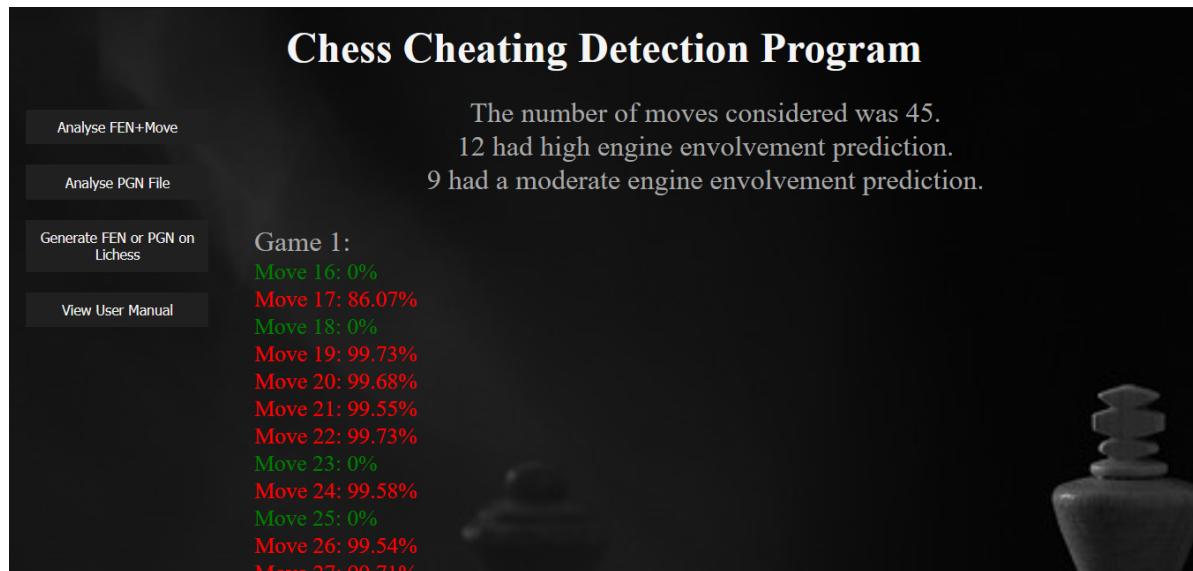 Chess Cheating Detection Program
The number of moves considered was 45.
12 had high engine envolvement prediction.
9 had a moderate engine envolvement prediction.
Analyse FEN+Move
Analyse PGN File
Generate FEN or PGN on
Lichess
View User Manual
Game 1:
Move 16: 0%
Move 17: 86.07%
Move 18: 0%
Move 19: 99.73%
Move 20: 99.68%
Move 21: 99.55%
Move 22: 99.73%
Move 23: 0%
Move 24: 99.58%
Move 25: 0%
Move 26: 99.54%
Move 27: 99.71%